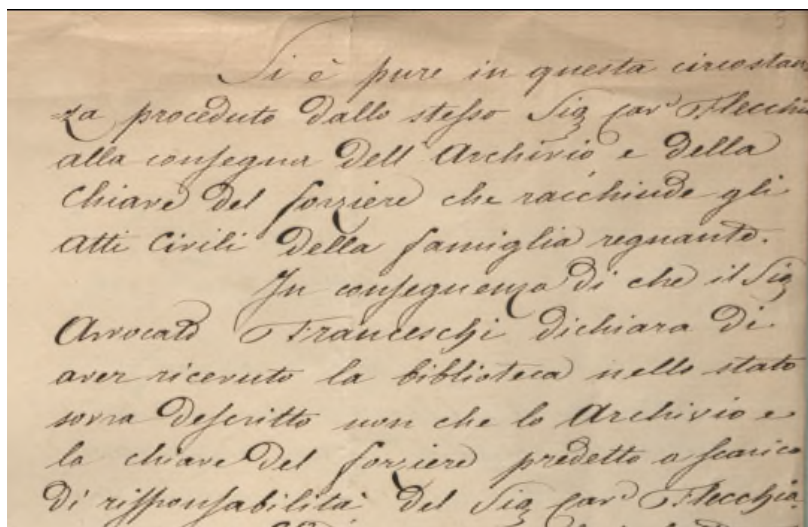 Si è pure in questa circostan
=za proceduto dallo stesso Sig Cavr Flecchia
alla consegna dell'Archivio e della
Chiave del forziere che racchiude gli
Atti Civili della famiglia regnante.
In conseguenza di che il Sig
Avvocato Franceschi dichiara di
aver ricevuto la biblioteca nello stato
sovra descritto non che lo Archivio e
la chiave del forziere predetto a scarico
di risponsabilità del Sig Cavr Flecchia